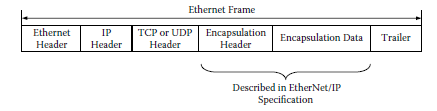 Ethernet Frame
Ethernet Header
IP Header
TCP or UDP Header
Encapsulation Header
Encapsulation Data
Trailer
Described in EtherNet/IP
Specification